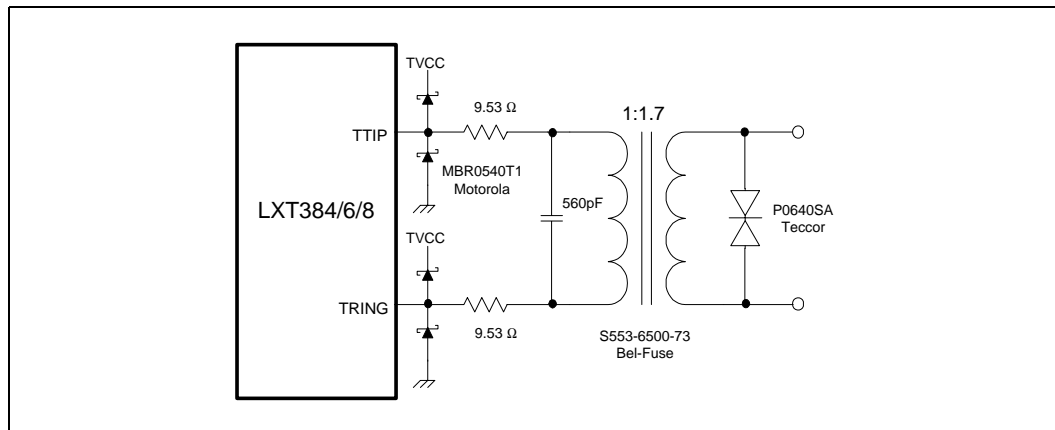 TVCC
9.53 Ω
1:1.7
TTIP
MBR0540T1
Motorola
LXT384/6/8
560pF
P0640SA
Teccor
TVCC
TRING
9.53 Ω
S553-6500-73
Bel-Fuse